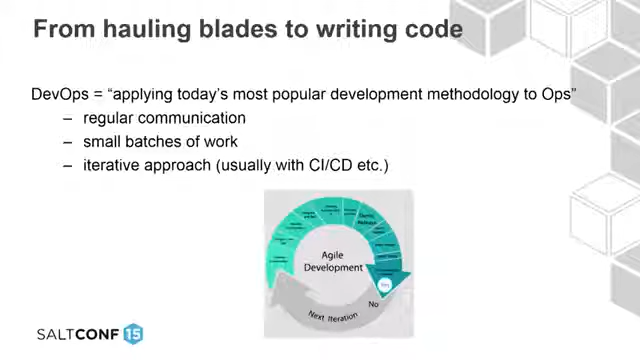 From hauling blades to writing code
DevOps = “applying today’s most popular development methodology to Ops”
– regular communication
– small batches of work
– iterative approach (usually with CI/CD etc.)
Agile
Development
No
Next Iteration
SALTCONF 15